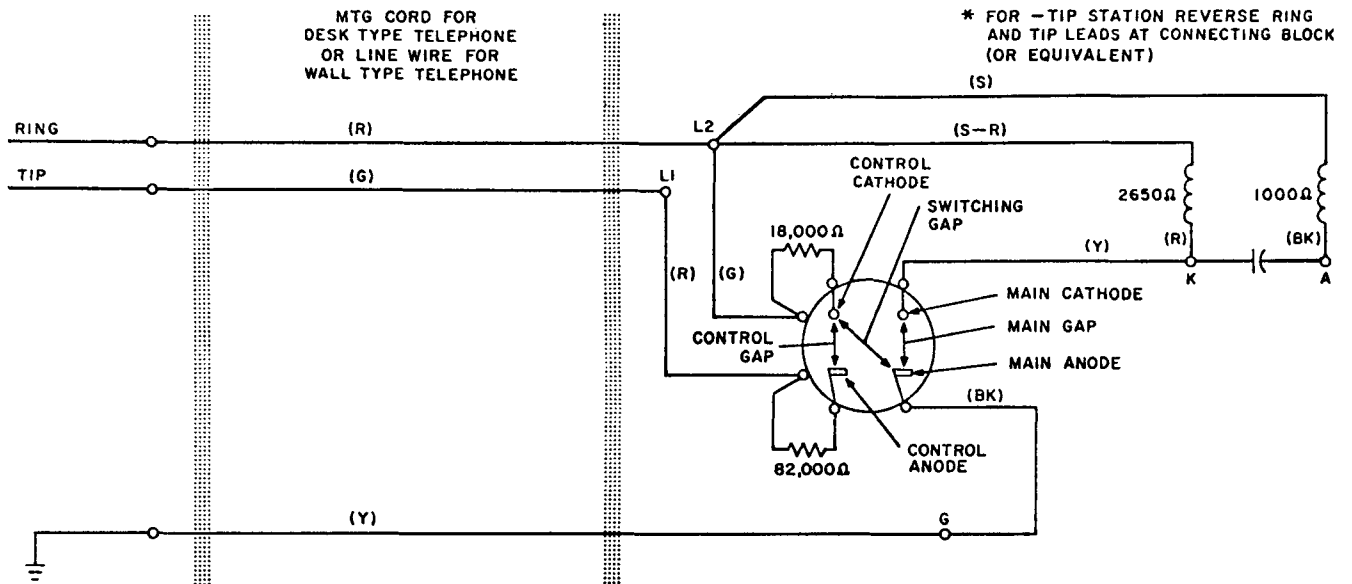 MTG CORD FOR
DESK TYPE TELEPHONE
OR LINE WIRE FOR
WALL TYPE TELEPHONE
* FOR –TIP STATION REVERSE RING
AND TIP LEADS AT CONNECTING BLOCK
(OR EQUIVALENT)
(S)
RING
(R)
L2
(S–R)
TIP
(G)
L1
CONTROL
CATHODE
SWITCHING
GAP
2650Ω
1000Ω
18,000Ω
(R)
(G)
(Y)
(R)
(BK)
K
A
MAIN CATHODE
CONTROL
GAP
MAIN GAP
MAIN ANODE
(BK)
82,000Ω
CONTROL
ANODE
(Y)
G